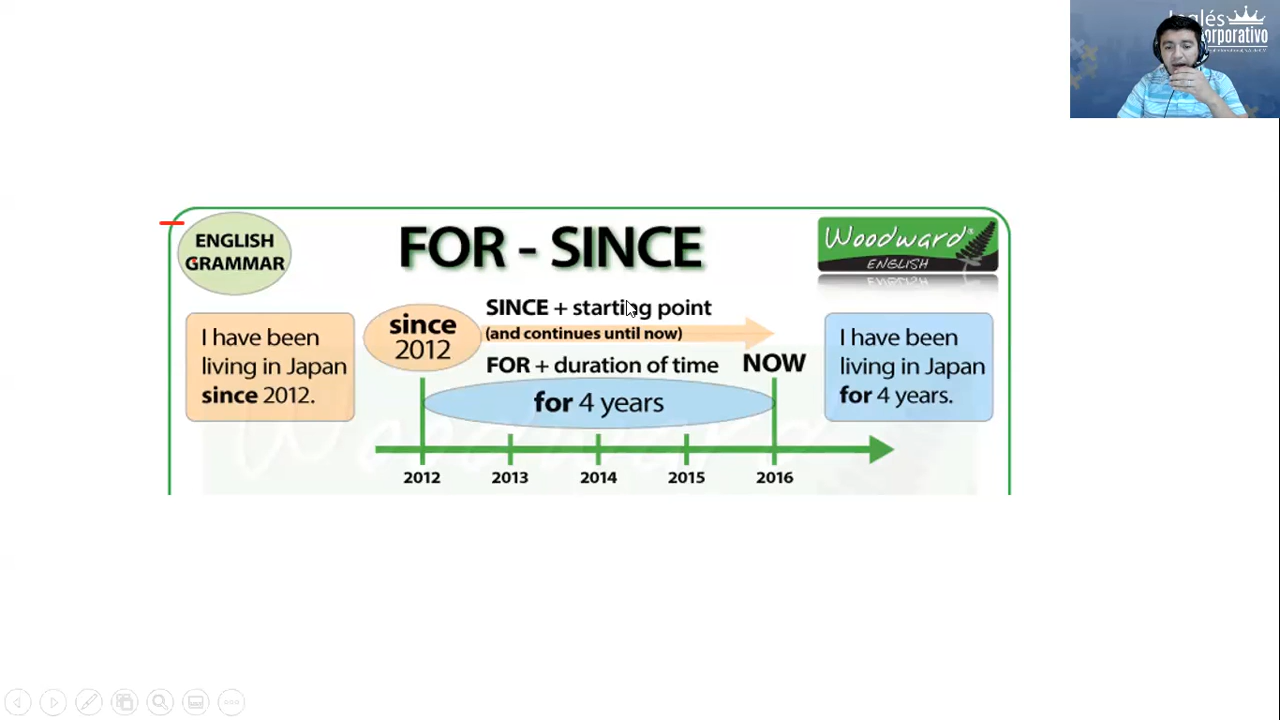 Inglés
Corporativo
ENGLISH
GRAMMAR
FOR - SINCE
Woodward®
ENGLISH
I have been
living in Japan
since 2012.
since
2012
SINCE + starting point
(and continues until now)
FOR + duration of time
NOW
for 4 years
I have been
living in Japan
for 4 years.
2012
2013
2014
2015
2016